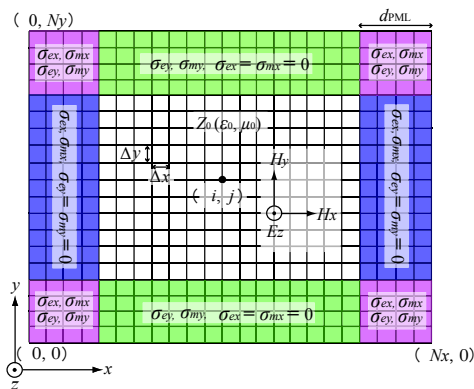 ( 0, Ny)
dPML
σex, σmx
σey, σmy
σey, σmy, σex = σmx = 0
σex, σmx
σey, σmy
σex, σmx, σey = σmy = 0
Z0 (ε0, μ0)
Δy
Δx
( i, j )
Hy
Hx
Ez
σex, σmx, σey = σmy = 0
y
σex, σmx
σey, σmy
σey, σmy, σex = σmx = 0
σex, σmx
σey, σmy
(0, 0)
x
z
( Nx, 0)